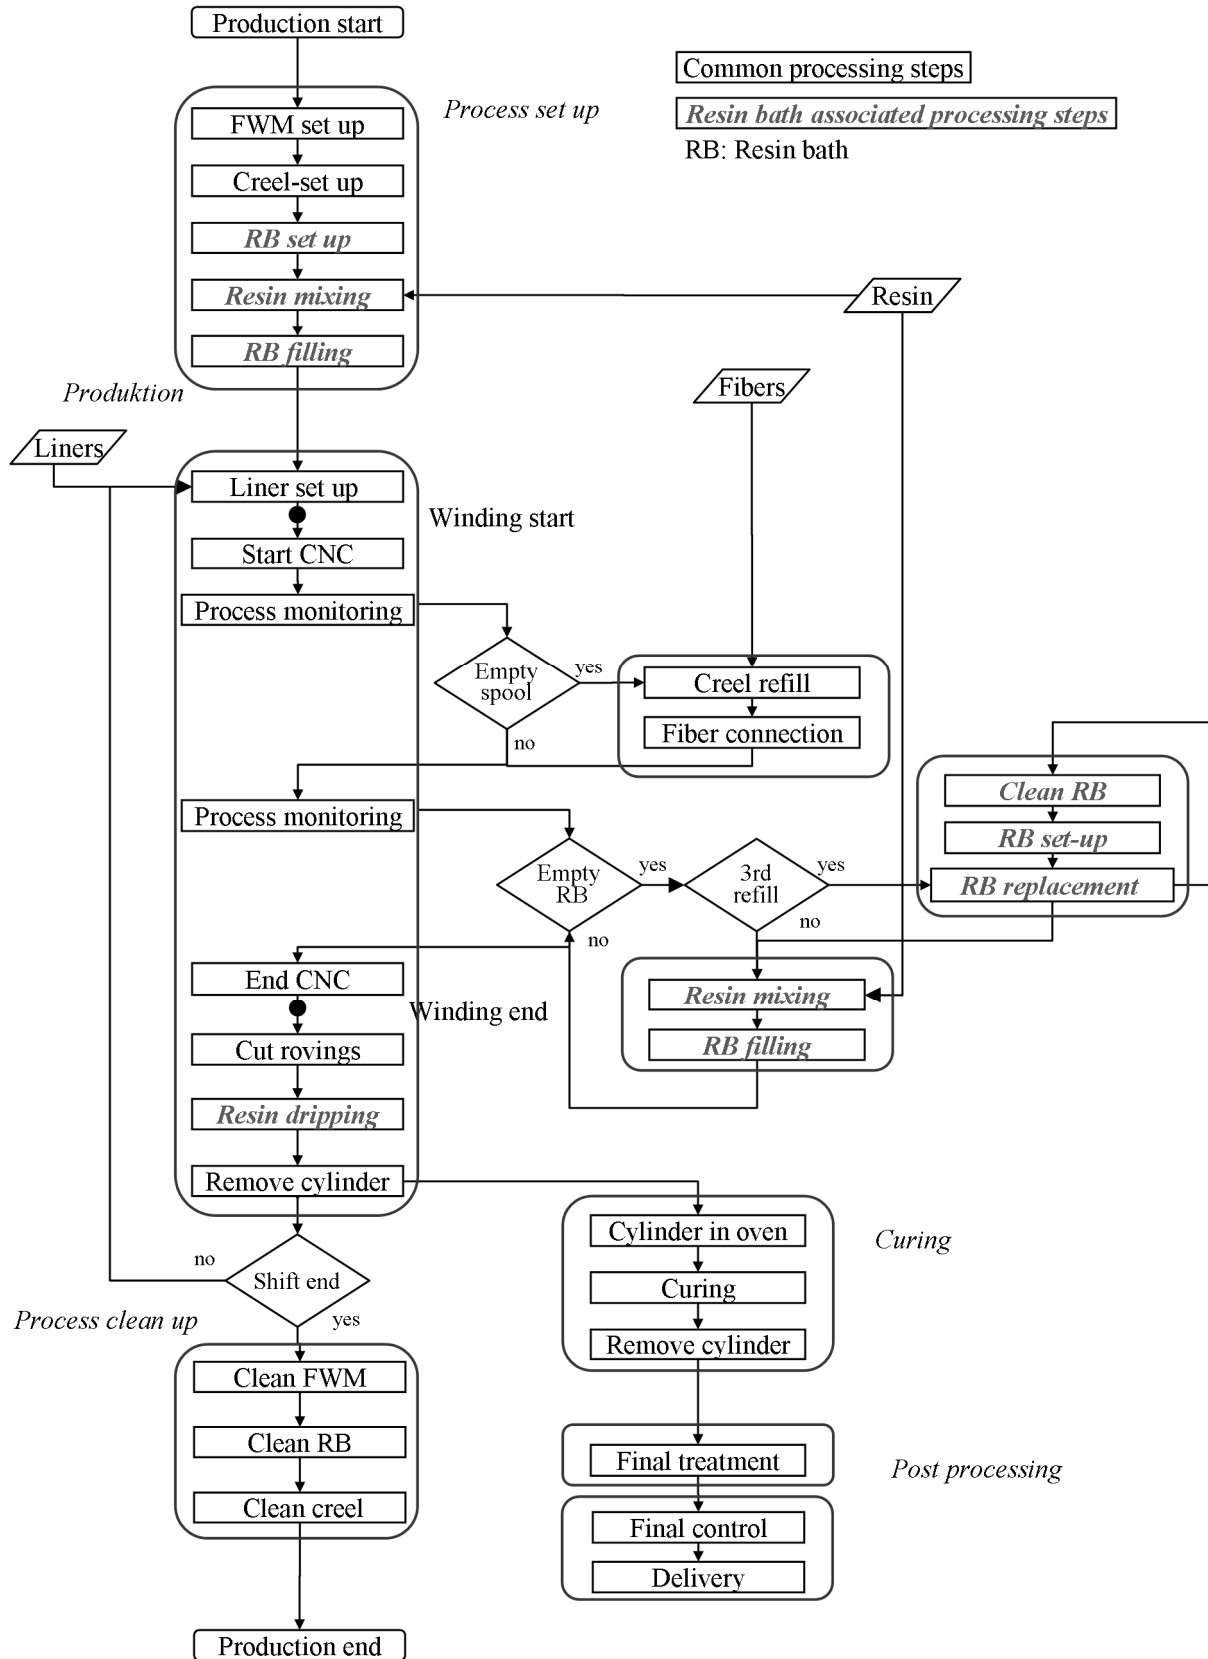 Production start
Common processing steps
Process set up
Resin bath associated processing steps
FWM set up
RB: Resin bath
Creel-set up
RB set up
Resin mixing
Resin
RB filling
Produktion
Fibers
Liners
Liner set up
Winding start
Start CNC
Process monitoring
Empty
spool
yes
Creel refill
no
Fiber connection
Clean RB
Process monitoring
RB set-up
Empty
RB
yes
3rd
refill
yes
RB replacement
no
no
End CNC
Resin mixing
Winding end
Cut rovings
RB filling
Resin dripping
Remove cylinder
Cylinder in oven
Curing
no
Shift end
Curing
Process clean up
yes
Remove cylinder
Clean FWM
Clean RB
Final treatment
Post processing
Clean creel
Final control
Delivery
Production end